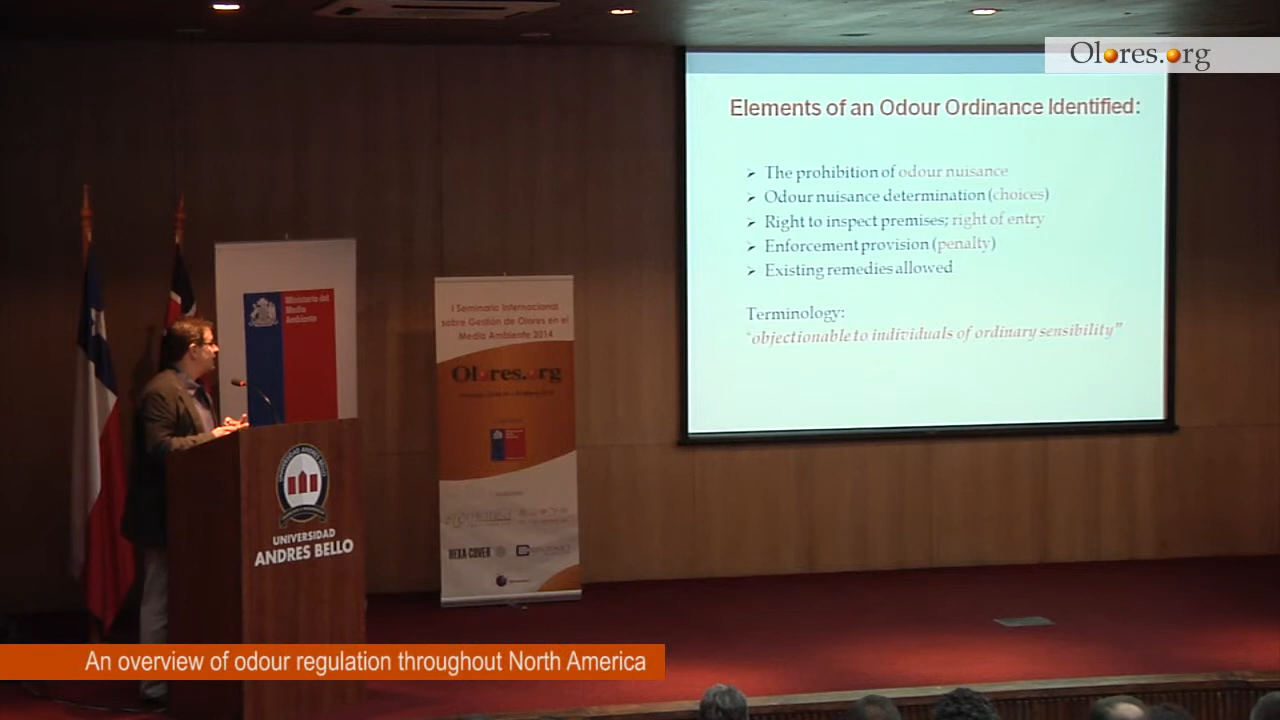 Olores.org
Elements of an Odour Ordinance Identified:
➢ The prohibition of odour nuisance
➢ Odour nuisance determination (choices)
➢ Right to inspect premises; right of entry
➢ Enforcement provision (penalty)
➢ Existing remedies allowed
Terminology:
"objectionable to individuals of ordinary sensibility"
Ministerio del
Medio
Ambiente
I Seminario Internacional
sobre Gestión de Olores en el
Medio Ambiente 2014
Olores.org
HEXA-COVER
UNIVERSIDAD ANDRES BELLO
UNIVERSIDAD
ANDRES BELLO
An overview of odour regulation throughout North America